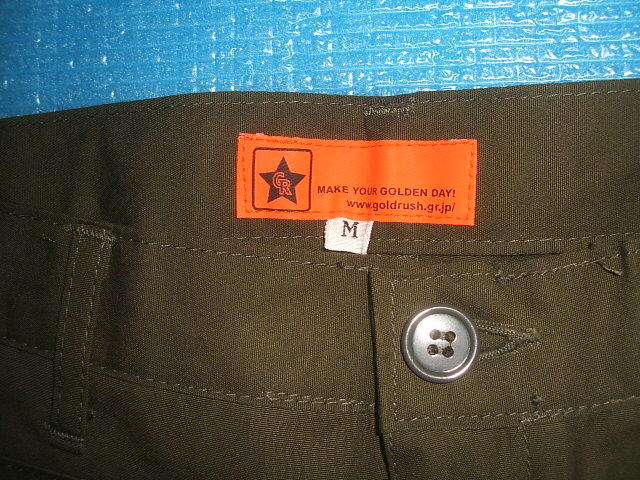 GR
MAKE YOUR GOLDEN DAY!
www.goldrush.gr.jp/
M